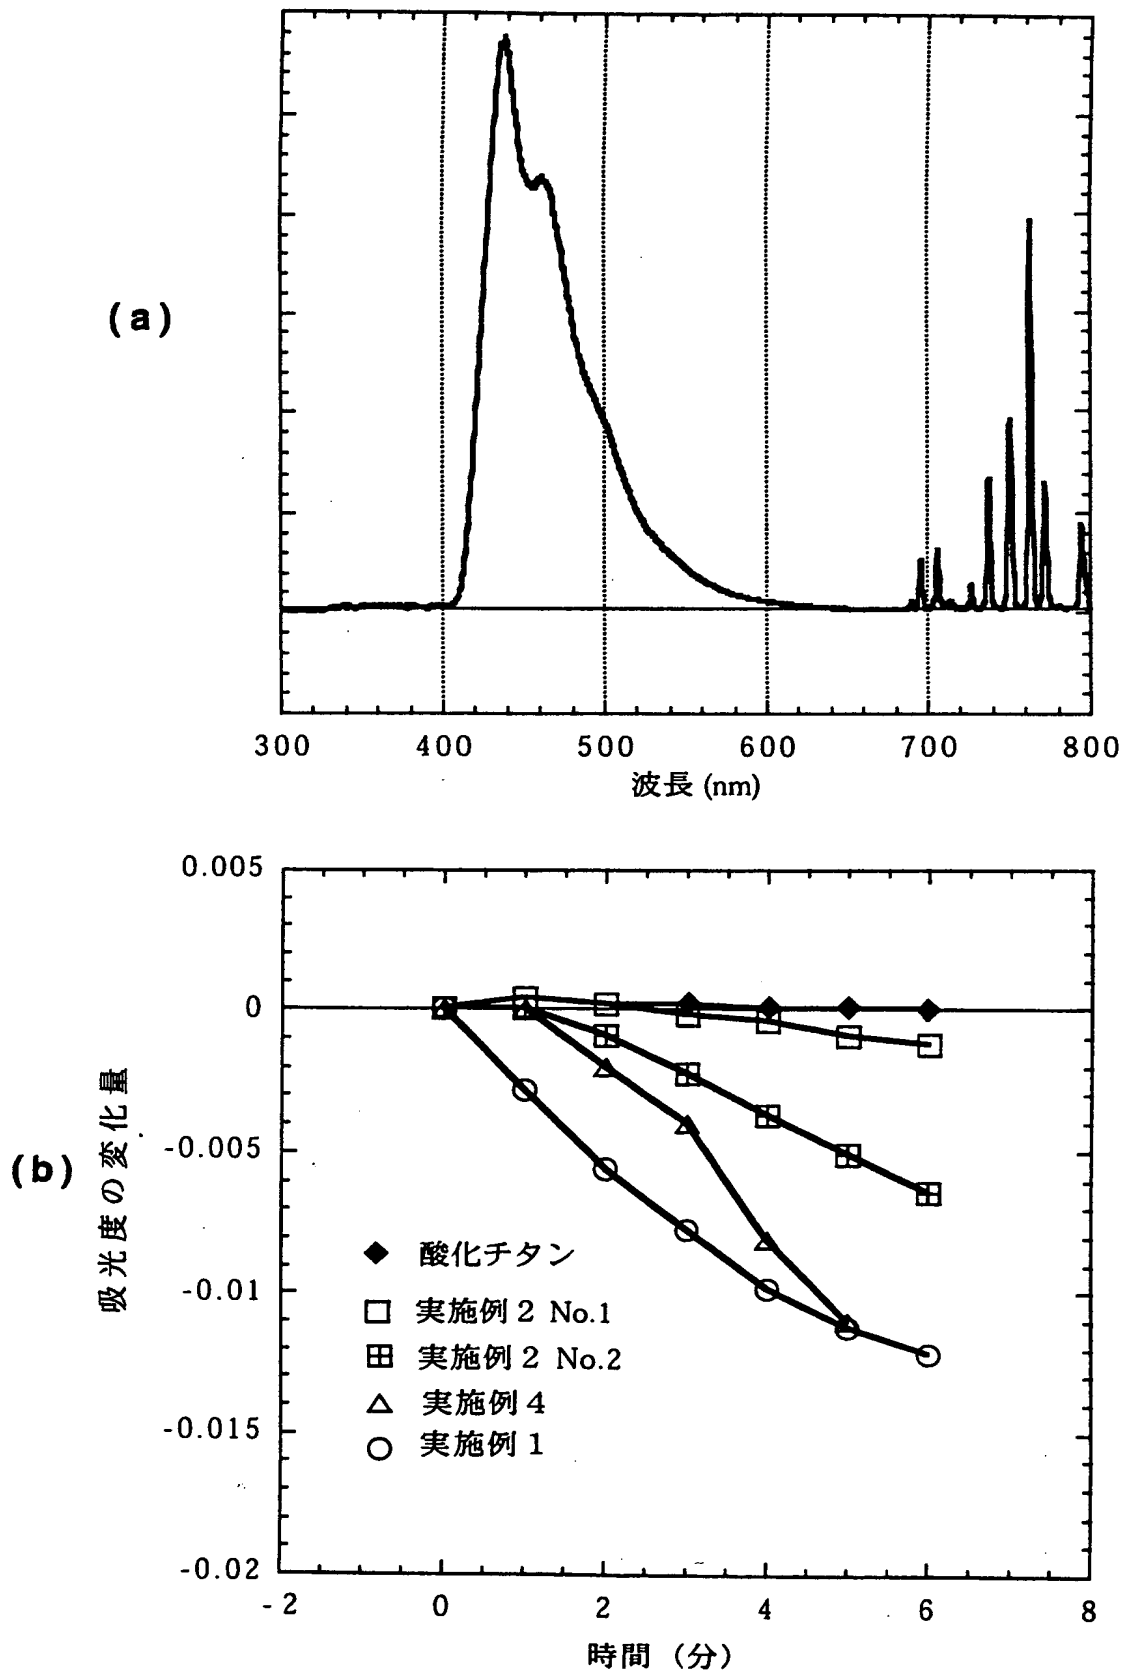 (a)
300 400 500 600 700 800
波長 (nm)
(b)
吸光度の変化量
0.005
0
-0.005
-0.01
-0.015
-0.02
酸化チタン
実施例2 No.1
実施例2 No.2
実施例4
実施例1
-2 0 2 4 6 8
時間 (分)